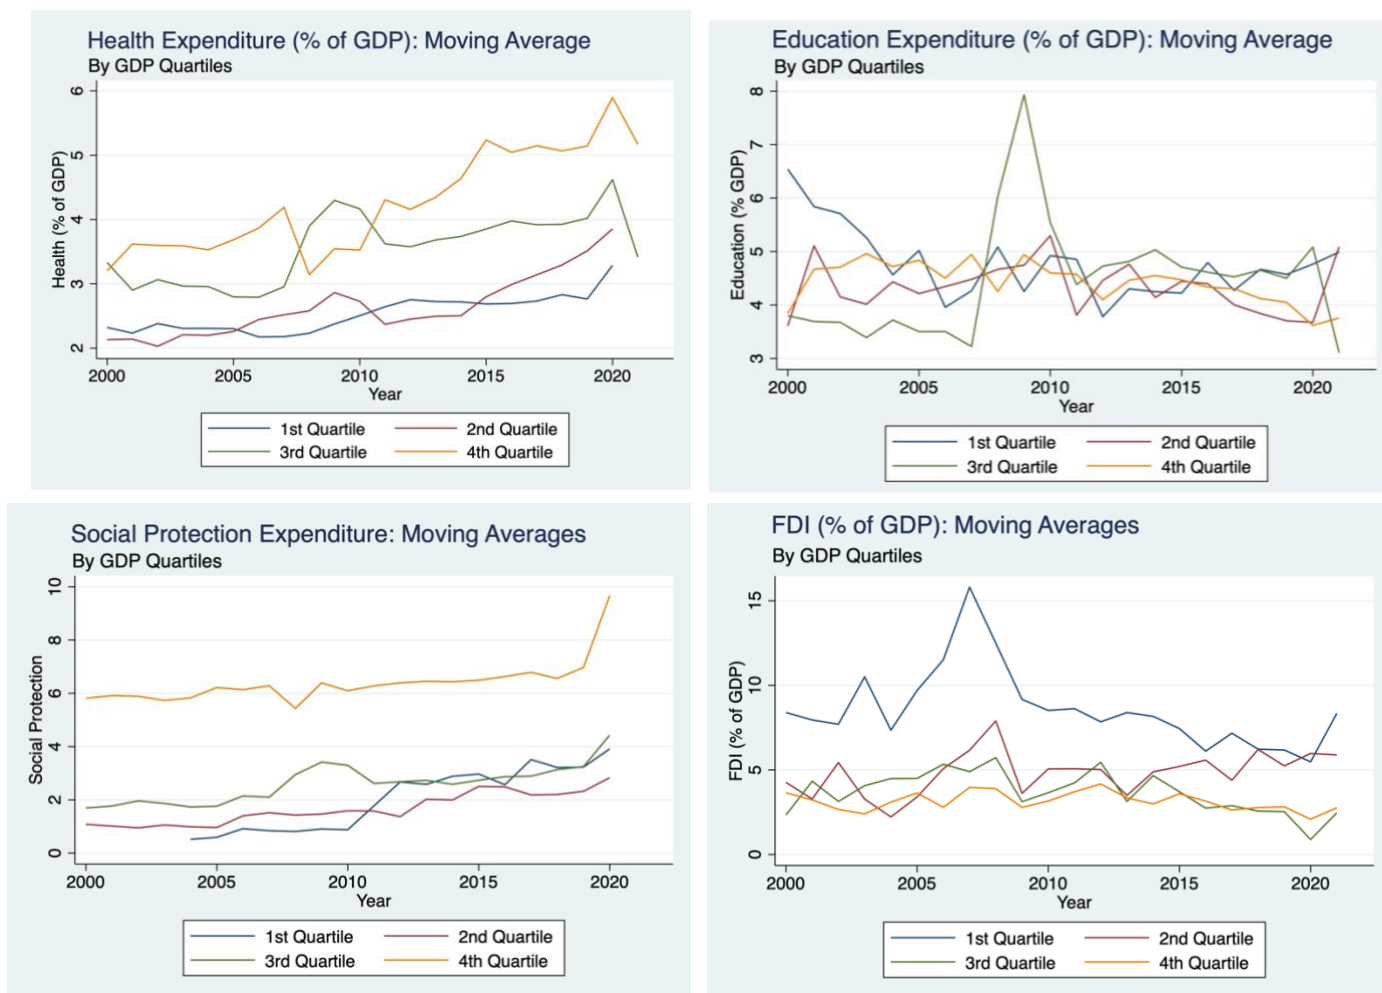 Health Expenditure (% of GDP): Moving Average
By GDP Quartiles
Health (% of GDP)
6
5
4
3
2
2000 2005 2010 2015 2020
Year
1st Quartile 2nd Quartile
3rd Quartile 4th Quartile
Education Expenditure (% of GDP): Moving Average
By GDP Quartiles
Education (% GDP)
8
7
6
5
4
3
2000 2005 2010 2015 2020
Year
1st Quartile 2nd Quartile
3rd Quartile 4th Quartile
Social Protection Expenditure: Moving Averages
By GDP Quartiles
Social Protection
10
8
6
4
2
0
2000 2005 2010 2015 2020
Year
1st Quartile 2nd Quartile
3rd Quartile 4th Quartile
FDI (% of GDP): Moving Averages
By GDP Quartiles
FDI (% of GDP)
15
10
5
0
2000 2005 2010 2015 2020
Year
1st Quartile 2nd Quartile
3rd Quartile 4th Quartile